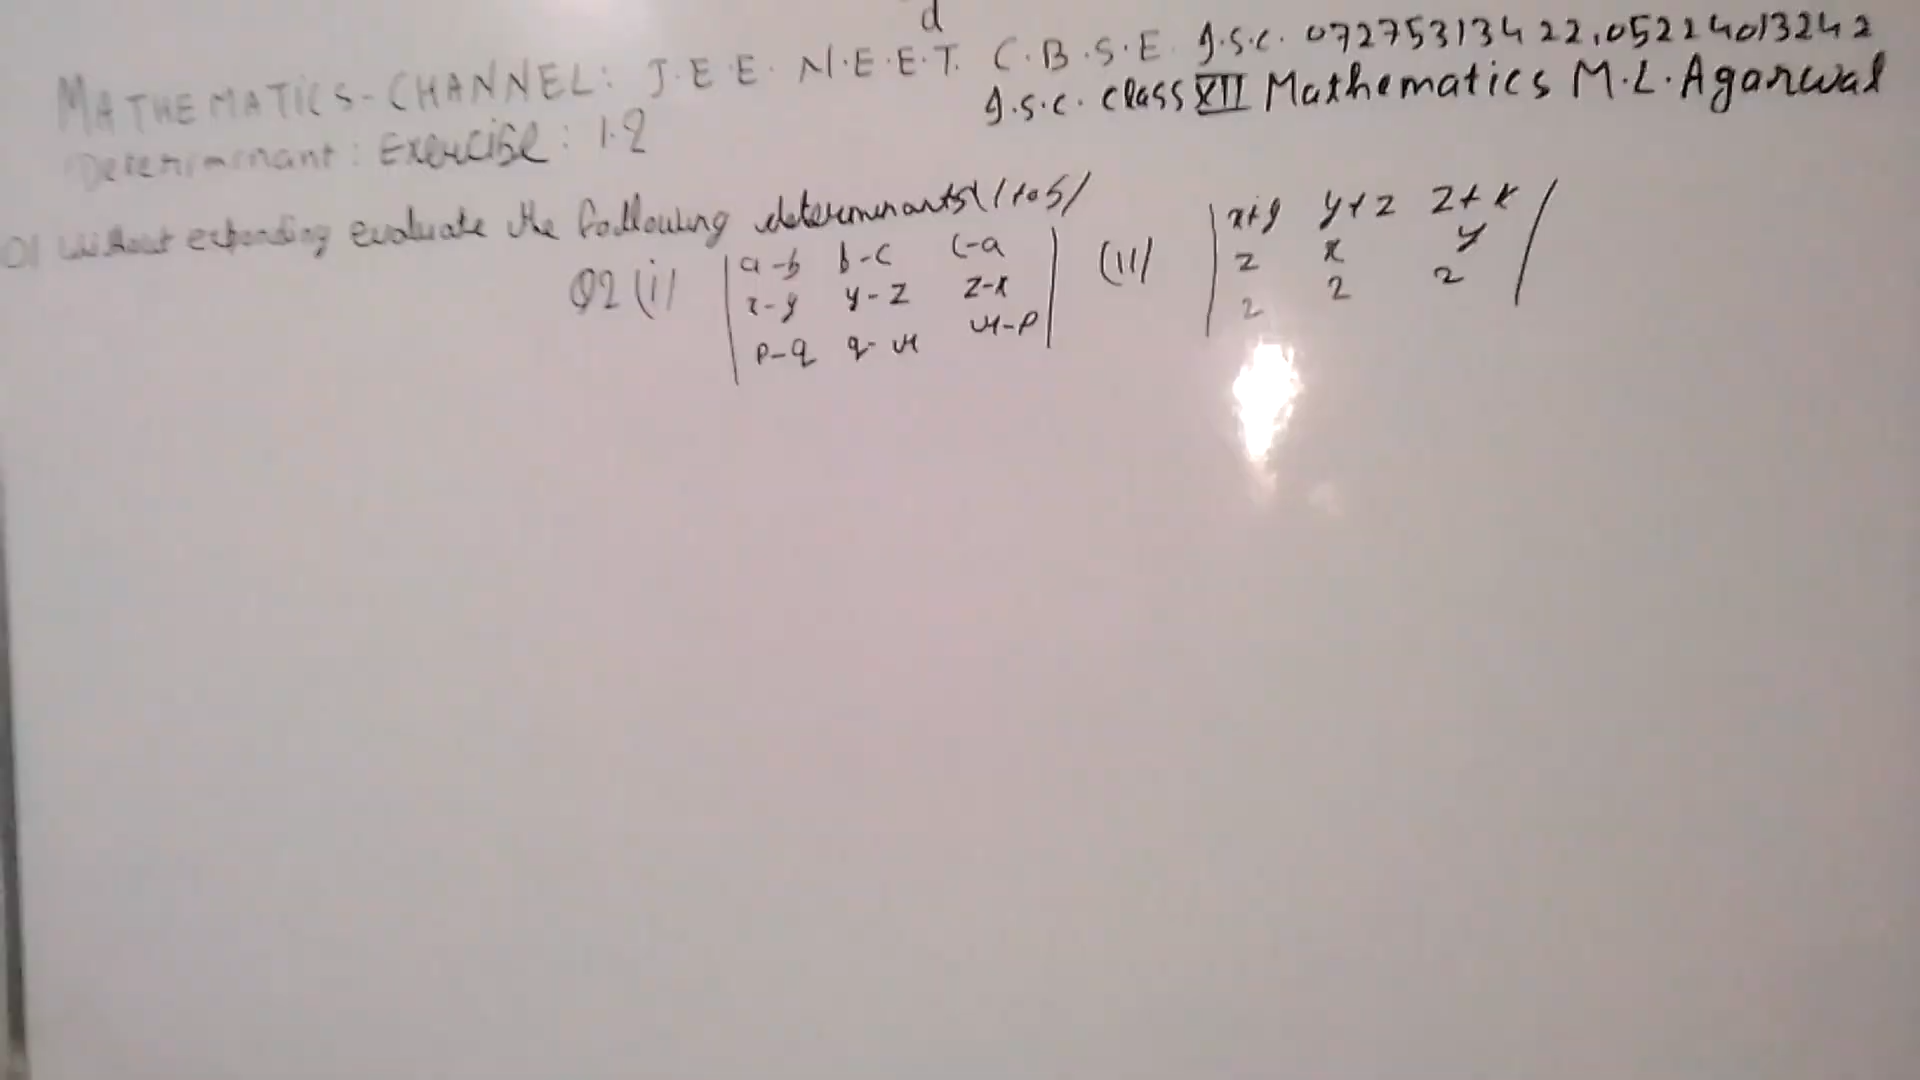 d
MATHEMATICS-CHANNEL: J.E.E. N.E.E.T. C.B.S.E. I.S.C. 07275313422, 05224013242
I.S.C. class XII Mathematics M.L.Agarwal
Determinant: Exercise: 1.2
Q1 Without expanding evaluate the following determinants (1 to 5)
Q2 (i) | a-b b-c c-a |
| x-y y-z z-x |
| p-q q-r r-p |
(ii) | x+y y+z z+x |
| z x y |
| 2 2 2 |